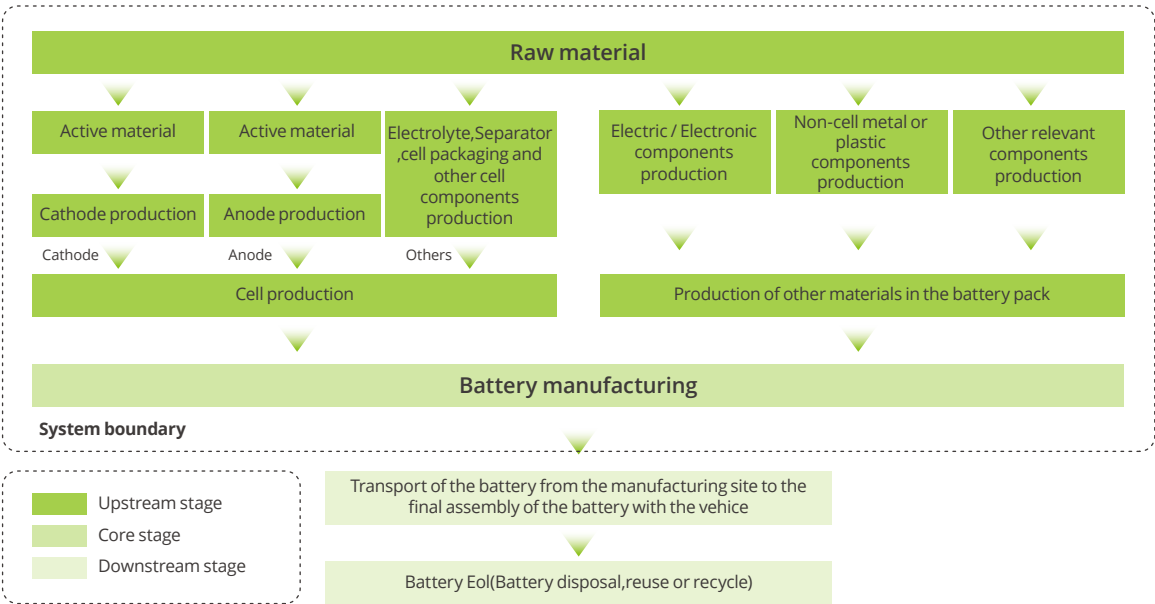 Raw material
Active material
Active material
Electrolyte,Separator
,cell packaging and
other cell
components
production
Electric / Electronic
components
production
Non-cell metal or
plastic
components
production
Other relevant
components
production
Cathode production
Anode production
Cathode
Anode
Others
Cell production
Production of other materials in the battery pack
Battery manufacturing
System boundary
Upstream stage
Core stage
Downstream stage
Transport of the battery from the manufacturing site to the
final assembly of the battery with the vehice
Battery Eol(Battery disposal,reuse or recycle)